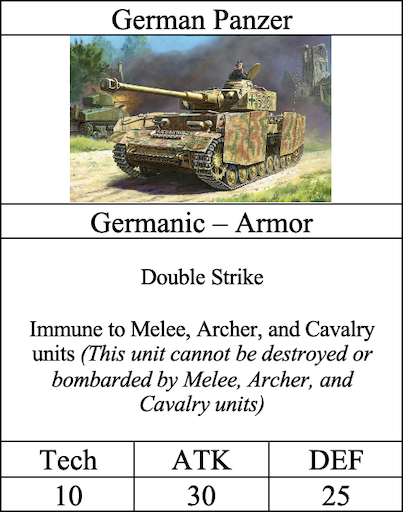 German Panzer
Germanic – Armor
Double Strike
Immune to Melee, Archer, and Cavalry
units (This unit cannot be destroyed or
bombarded by Melee, Archer, and
Cavalry units)
Tech ATK DEF
10 30 25